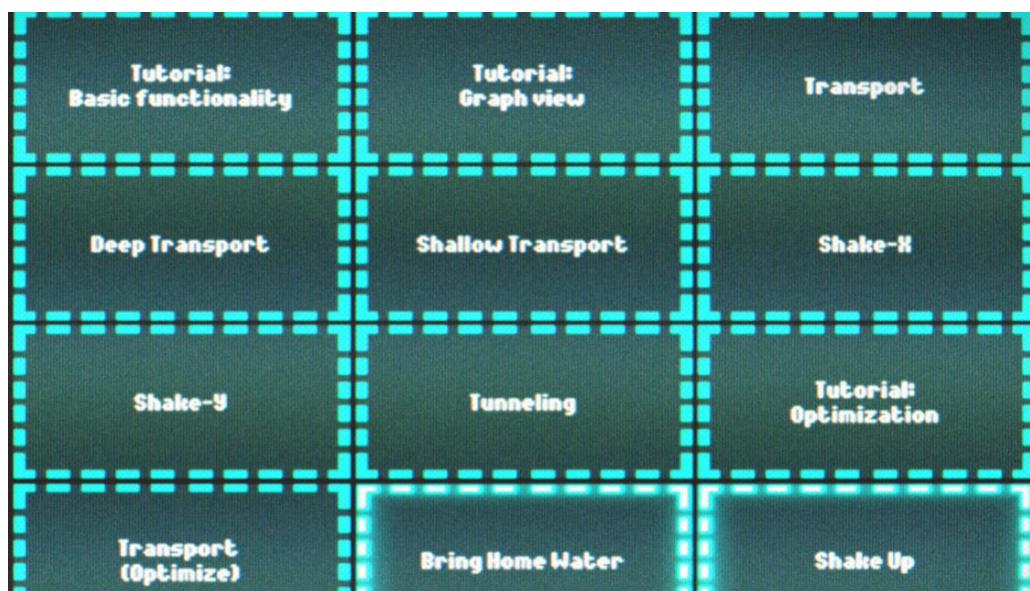 Tutorial:
Basic functionality
Tutorial:
Graph view
Transport
Deep Transport
Shallow Transport
Shake-X
Shake-Y
Tunneling
Tutorial:
Optimization
Transport
(Optimize)
Bring Home Water
Shake Up